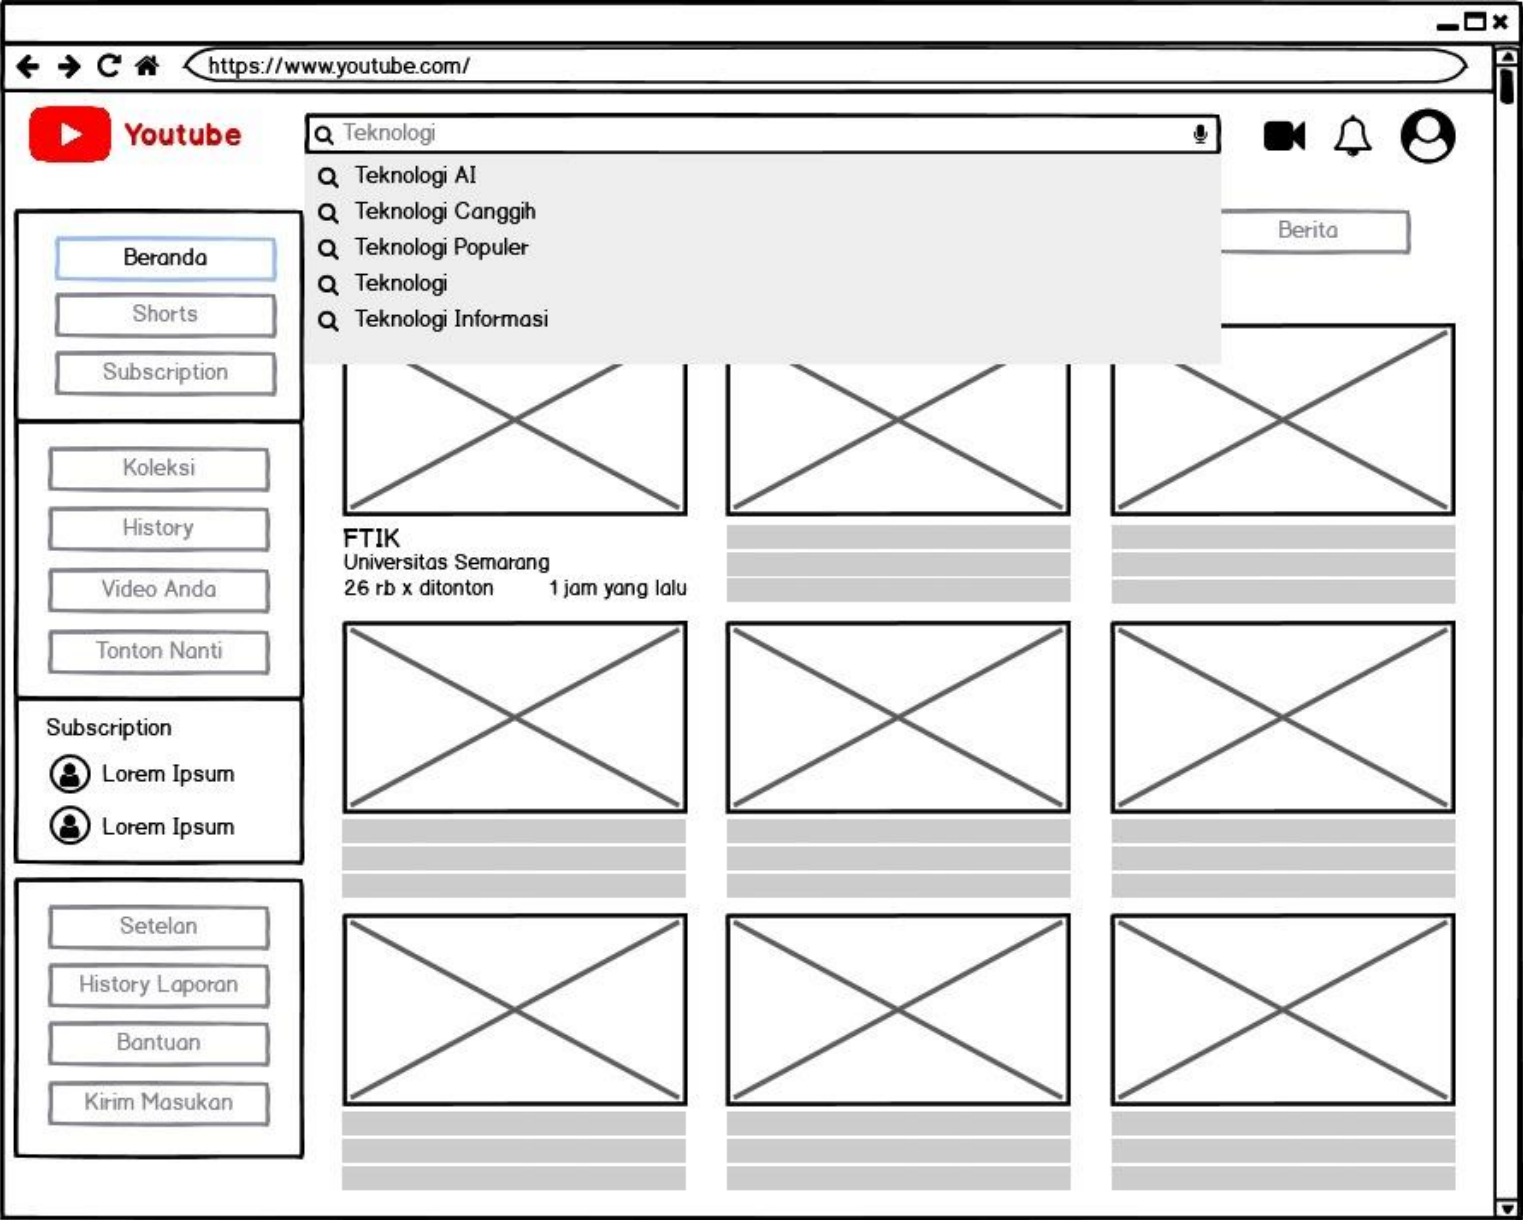 https://www.youtube.com/
Youtube
Teknologi
Teknologi AI
Teknologi Canggih
Teknologi Populer
Teknologi
Teknologi Informasi
Berita
Beranda
Shorts
Subscription
Koleksi
History
Video Anda
Tonton Nanti
Subscription
Lorem Ipsum
Lorem Ipsum
Setelan
History Laporan
Bantuan
Kirim Masukan
FTIK
Universitas Semarang
26 rb x ditonton 1 jam yang lalu